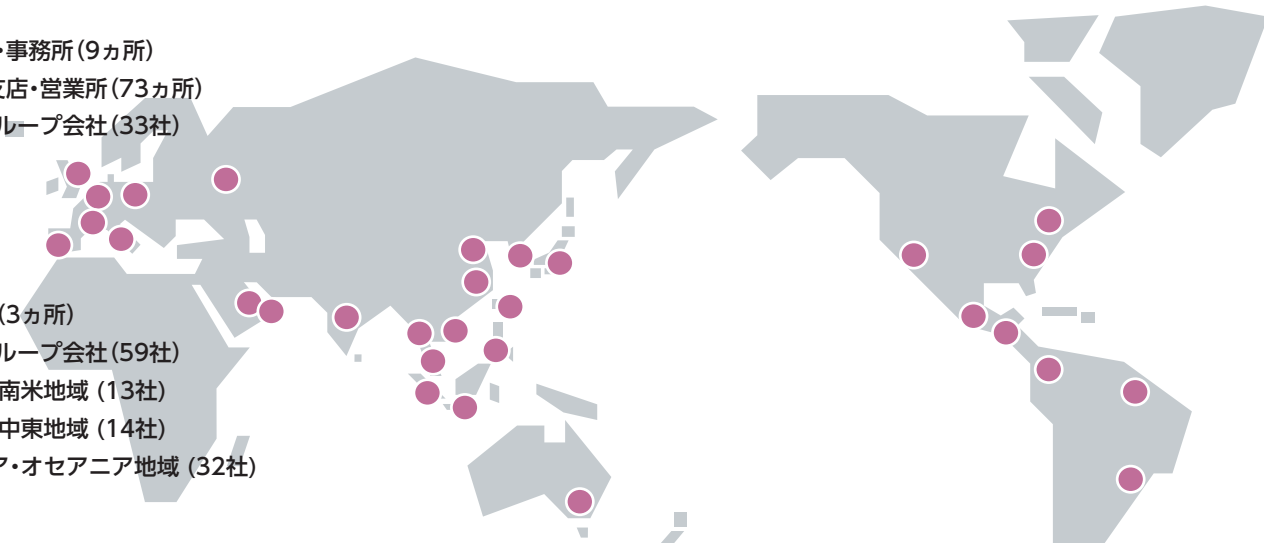 ・事務所(9ヵ所)
支店・営業所(73ヵ所)
ループ会社(33社)
(3ヵ所)
ループ会社(59社)
南米地域 (13社)
中東地域 (14社)
ア・オセアニア地域 (32社)